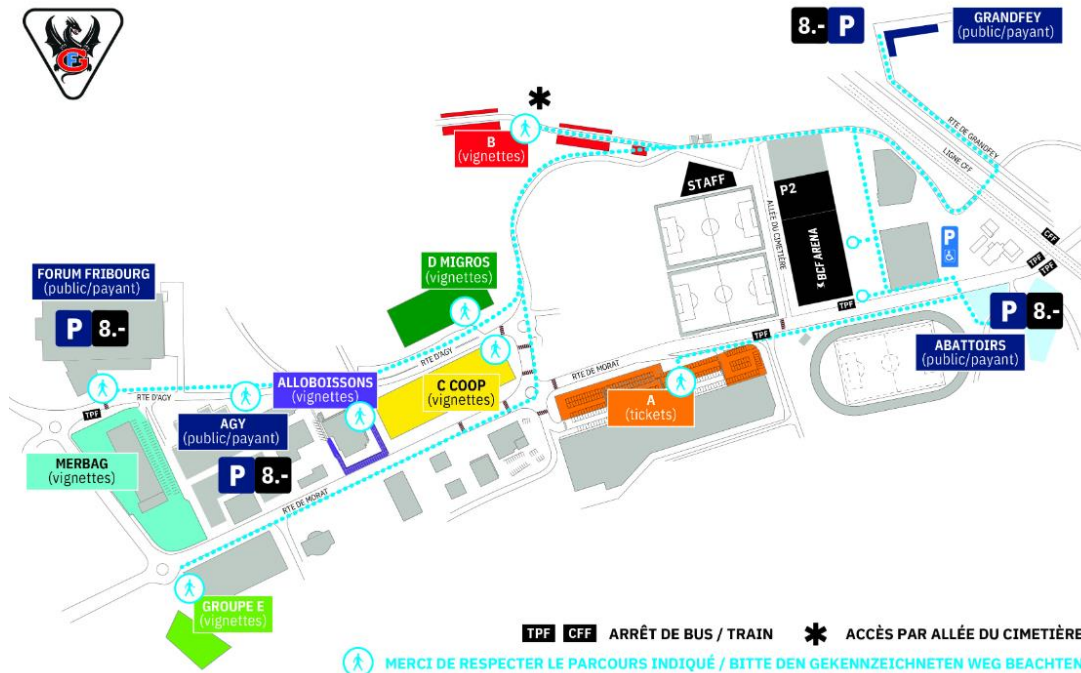 8.- P
GRANDFEY
(public/payant)
RTE DE GRANDFEY
LIGNE CFF
B
(vignettes)
STAFF
P2
ALLÉE DU CIMETIÈRE
BCF ARENA
P
CFF
TPF
TPF
TPF
TPF
D MIGROS
(vignettes)
FORUM FRIBOURG
(public/payant)
P 8.-
P 8.-
ABATTOIRS
(public/payant)
RTE D'AGY
RTE DE MORAT
ALLOBOISSONS
(vignettes)
C COOP
(vignettes)
A
(tickets)
RTE D'AGY
TPF
AGY
(public/payant)
P 8.-
MERBAG
(vignettes)
RTE DE MORAT
GROUPE E
(vignettes)
TPF CFF ARRÊT DE BUS / TRAIN * ACCÈS PAR ALLÉE DU CIMETIÈRE
MERCI DE RESPECTER LE PARCOURS INDIQUÉ / BITTE DEN GEKENNZEICHNETEN WEG BEACHTEN